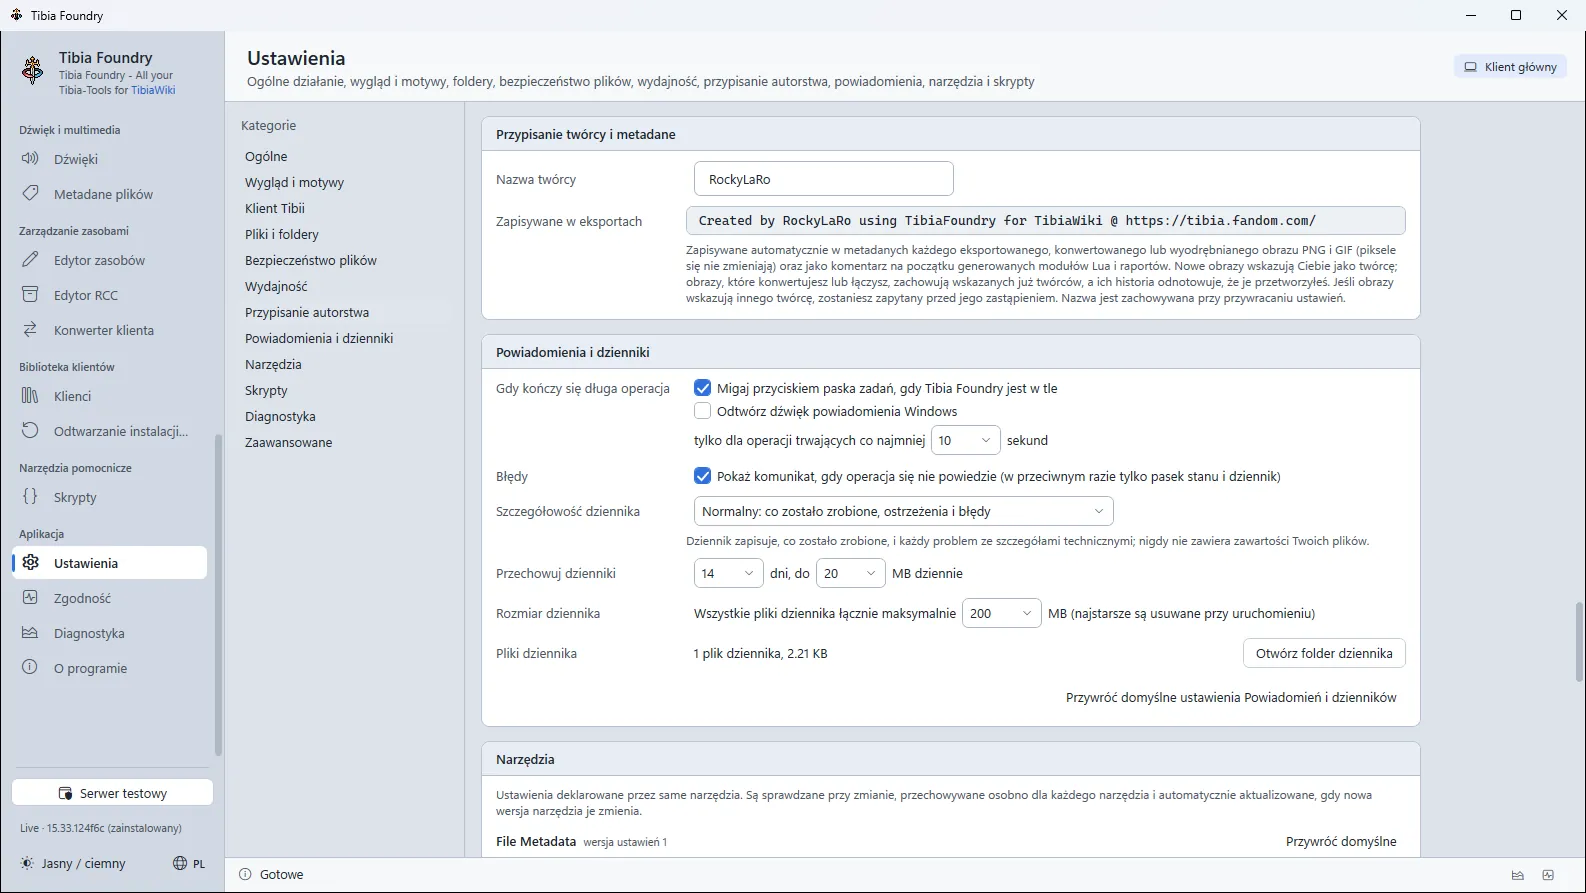 Tibia Foundry
Tibia Foundry
Tibia Foundry - All your
Tibia-Tools for TibiaWiki
Dźwięk i multimedia
Dźwięki
Metadane plików
Zarządzanie zasobami
Edytor zasobów
Edytor RCC
Konwerter klienta
Biblioteka klientów
Klienci
Odtwarzanie instalacji...
Narzędzia pomocnicze
Skrypty
Aplikacja
Ustawienia
Zgodność
Diagnostyka
O programie
Serwer testowy
Live · 15.33.124f6c (zainstalowany)
Jasny / ciemny
PL
Ustawienia
Ogólne działanie, wygląd i motywy, foldery, bezpieczeństwo plików, wydajność, przypisanie autorstwa, powiadomienia, narzędzia i skrypty
Klient główny
Kategorie
Ogólne
Wygląd i motywy
Klient Tibii
Pliki i foldery
Bezpieczeństwo plików
Wydajność
Przypisanie autorstwa
Powiadomienia i dzienniki
Narzędzia
Skrypty
Diagnostyka
Zaawansowane
Przypisanie twórcy i metadane
Nazwa twórcy
RockyLaRo
Zapisywane w eksportach
Created by RockyLaRo using TibiaFoundry for TibiaWiki @ https://tibia.fandom.com/
Zapisywane automatycznie w metadanych każdego eksportowanego, konwertowanego lub wyodrębnianego obrazu PNG i GIF (piksele
się nie zmieniają) oraz jako komentarz na początku generowanych modułów Lua i raportów. Nowe obrazy wskazują Ciebie jako twórcę;
obrazy, które konwertujesz lub łączysz, zachowują wskazanych już twórców, a ich historia odnotowuje, że je przetworzyłeś. Jeśli obrazy
wskazują innego twórcę, zostaniesz zapytany przed jego zastąpieniem. Nazwa jest zachowywana przy przywracaniu ustawień.
Powiadomienia i dzienniki
Gdy kończy się długa operacja
Migaj przyciskiem paska zadań, gdy Tibia Foundry jest w tle
Odtwórz dźwięk powiadomienia Windows
tylko dla operacji trwających co najmniej 10 sekund
Błędy
Pokaż komunikat, gdy operacja się nie powiedzie (w przeciwnym razie tylko pasek stanu i dziennik)
Szczegółowość dziennika
Normalny: co zostało zrobione, ostrzeżenia i błędy
Dziennik zapisuje, co zostało zrobione, i każdy problem ze szczegółami technicznymi; nigdy nie zawiera zawartości Twoich plików.
Przechowuj dzienniki
14 dni, do 20 MB dziennie
Rozmiar dziennika
Wszystkie pliki dziennika łącznie maksymalnie 200 MB (najstarsze są usuwane przy uruchomieniu)
Pliki dziennika
1 plik dziennika, 2.21 KB
Otwórz folder dziennika
Przywróć domyślne ustawienia Powiadomień i dzienników
Narzędzia
Ustawienia deklarowane przez same narzędzia. Są sprawdzane przy zmianie, przechowywane osobno dla każdego narzędzia i automatycznie aktualizowane, gdy nowa
wersja narzędzia je zmienia.
File Metadata wersja ustawień 1
Przywróć domyślne
Gotowe